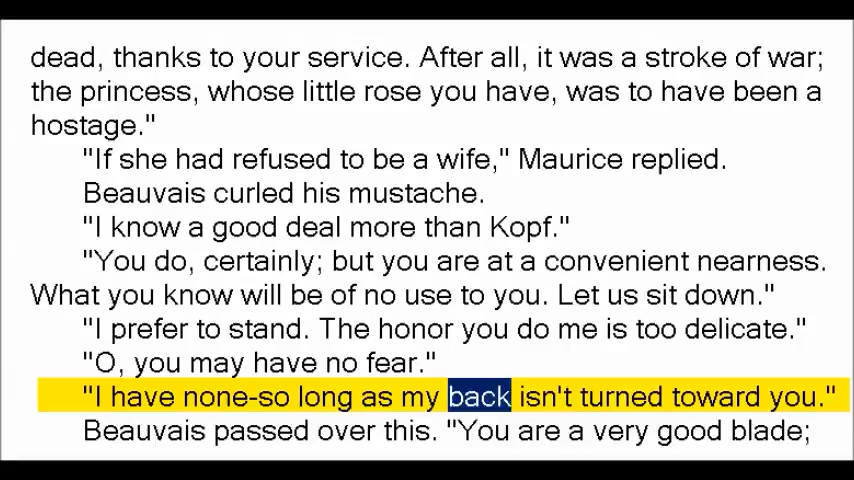 dead, thanks to your service. After all, it was a stroke of war;
the princess, whose little rose you have, was to have been a
hostage."
"If she had refused to be a wife," Maurice replied.
Beauvais curled his mustache.
"I know a good deal more than Kopf."
"You do, certainly; but you are at a convenient nearness.
What you know will be of no use to you. Let us sit down."
"I prefer to stand. The honor you do me is too delicate."
"O, you may have no fear."
"I have none-so long as my back isn't turned toward you."
Beauvais passed over this. "You are a very good blade;